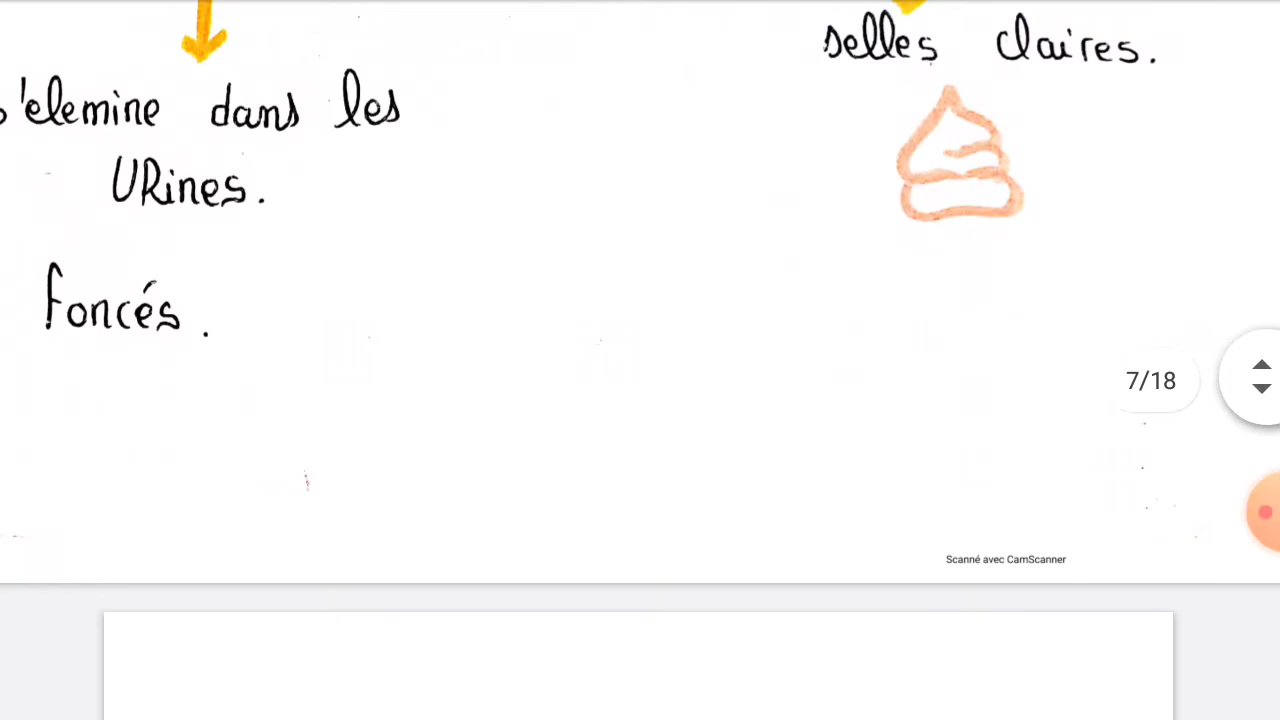 selles claires.
s'elemine dans les
URines.
foncés.
7/18
Scanné avec CamScanner